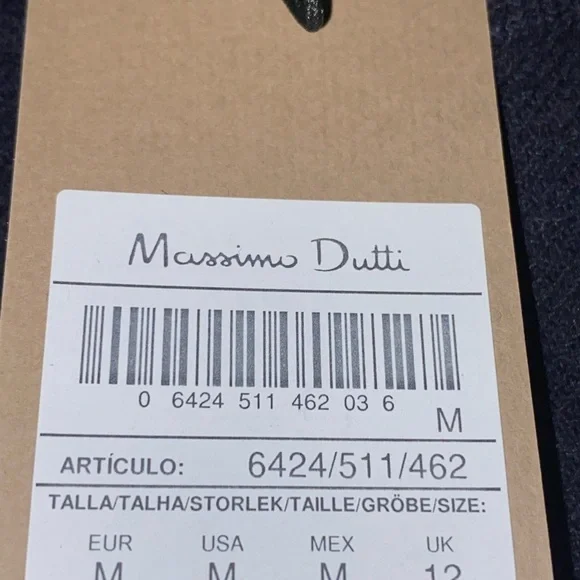 Massimo Dutti
0 6424 511 462 03 6
M
ARTÍCULO: 6424/511/462
TALLA/TALHA/STORLEK/TAILLE/GRÖBE/SIZE:
EUR USA MEX UK
M M M 12